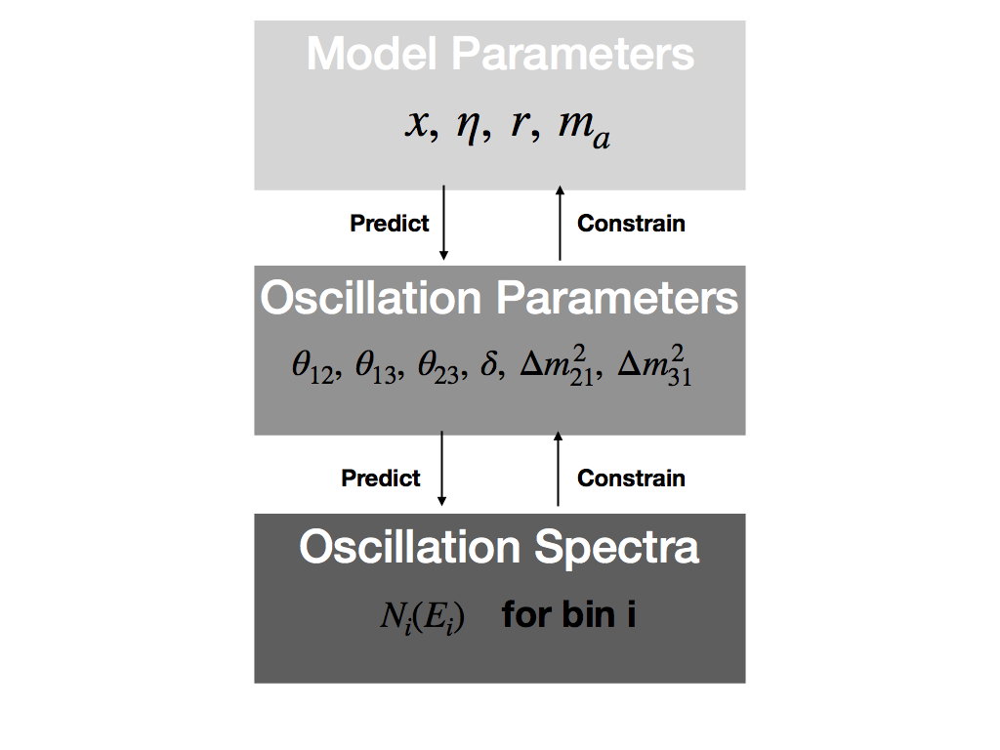 Model Parameters
x, η, r, mₐ
Predict Constrain
Oscillation Parameters
θ₁₂, θ₁₃, θ₂₃, δ, Δm²₂₁, Δm²₃₁
Predict Constrain
Oscillation Spectra
Nᵢ(Eᵢ) for bin i